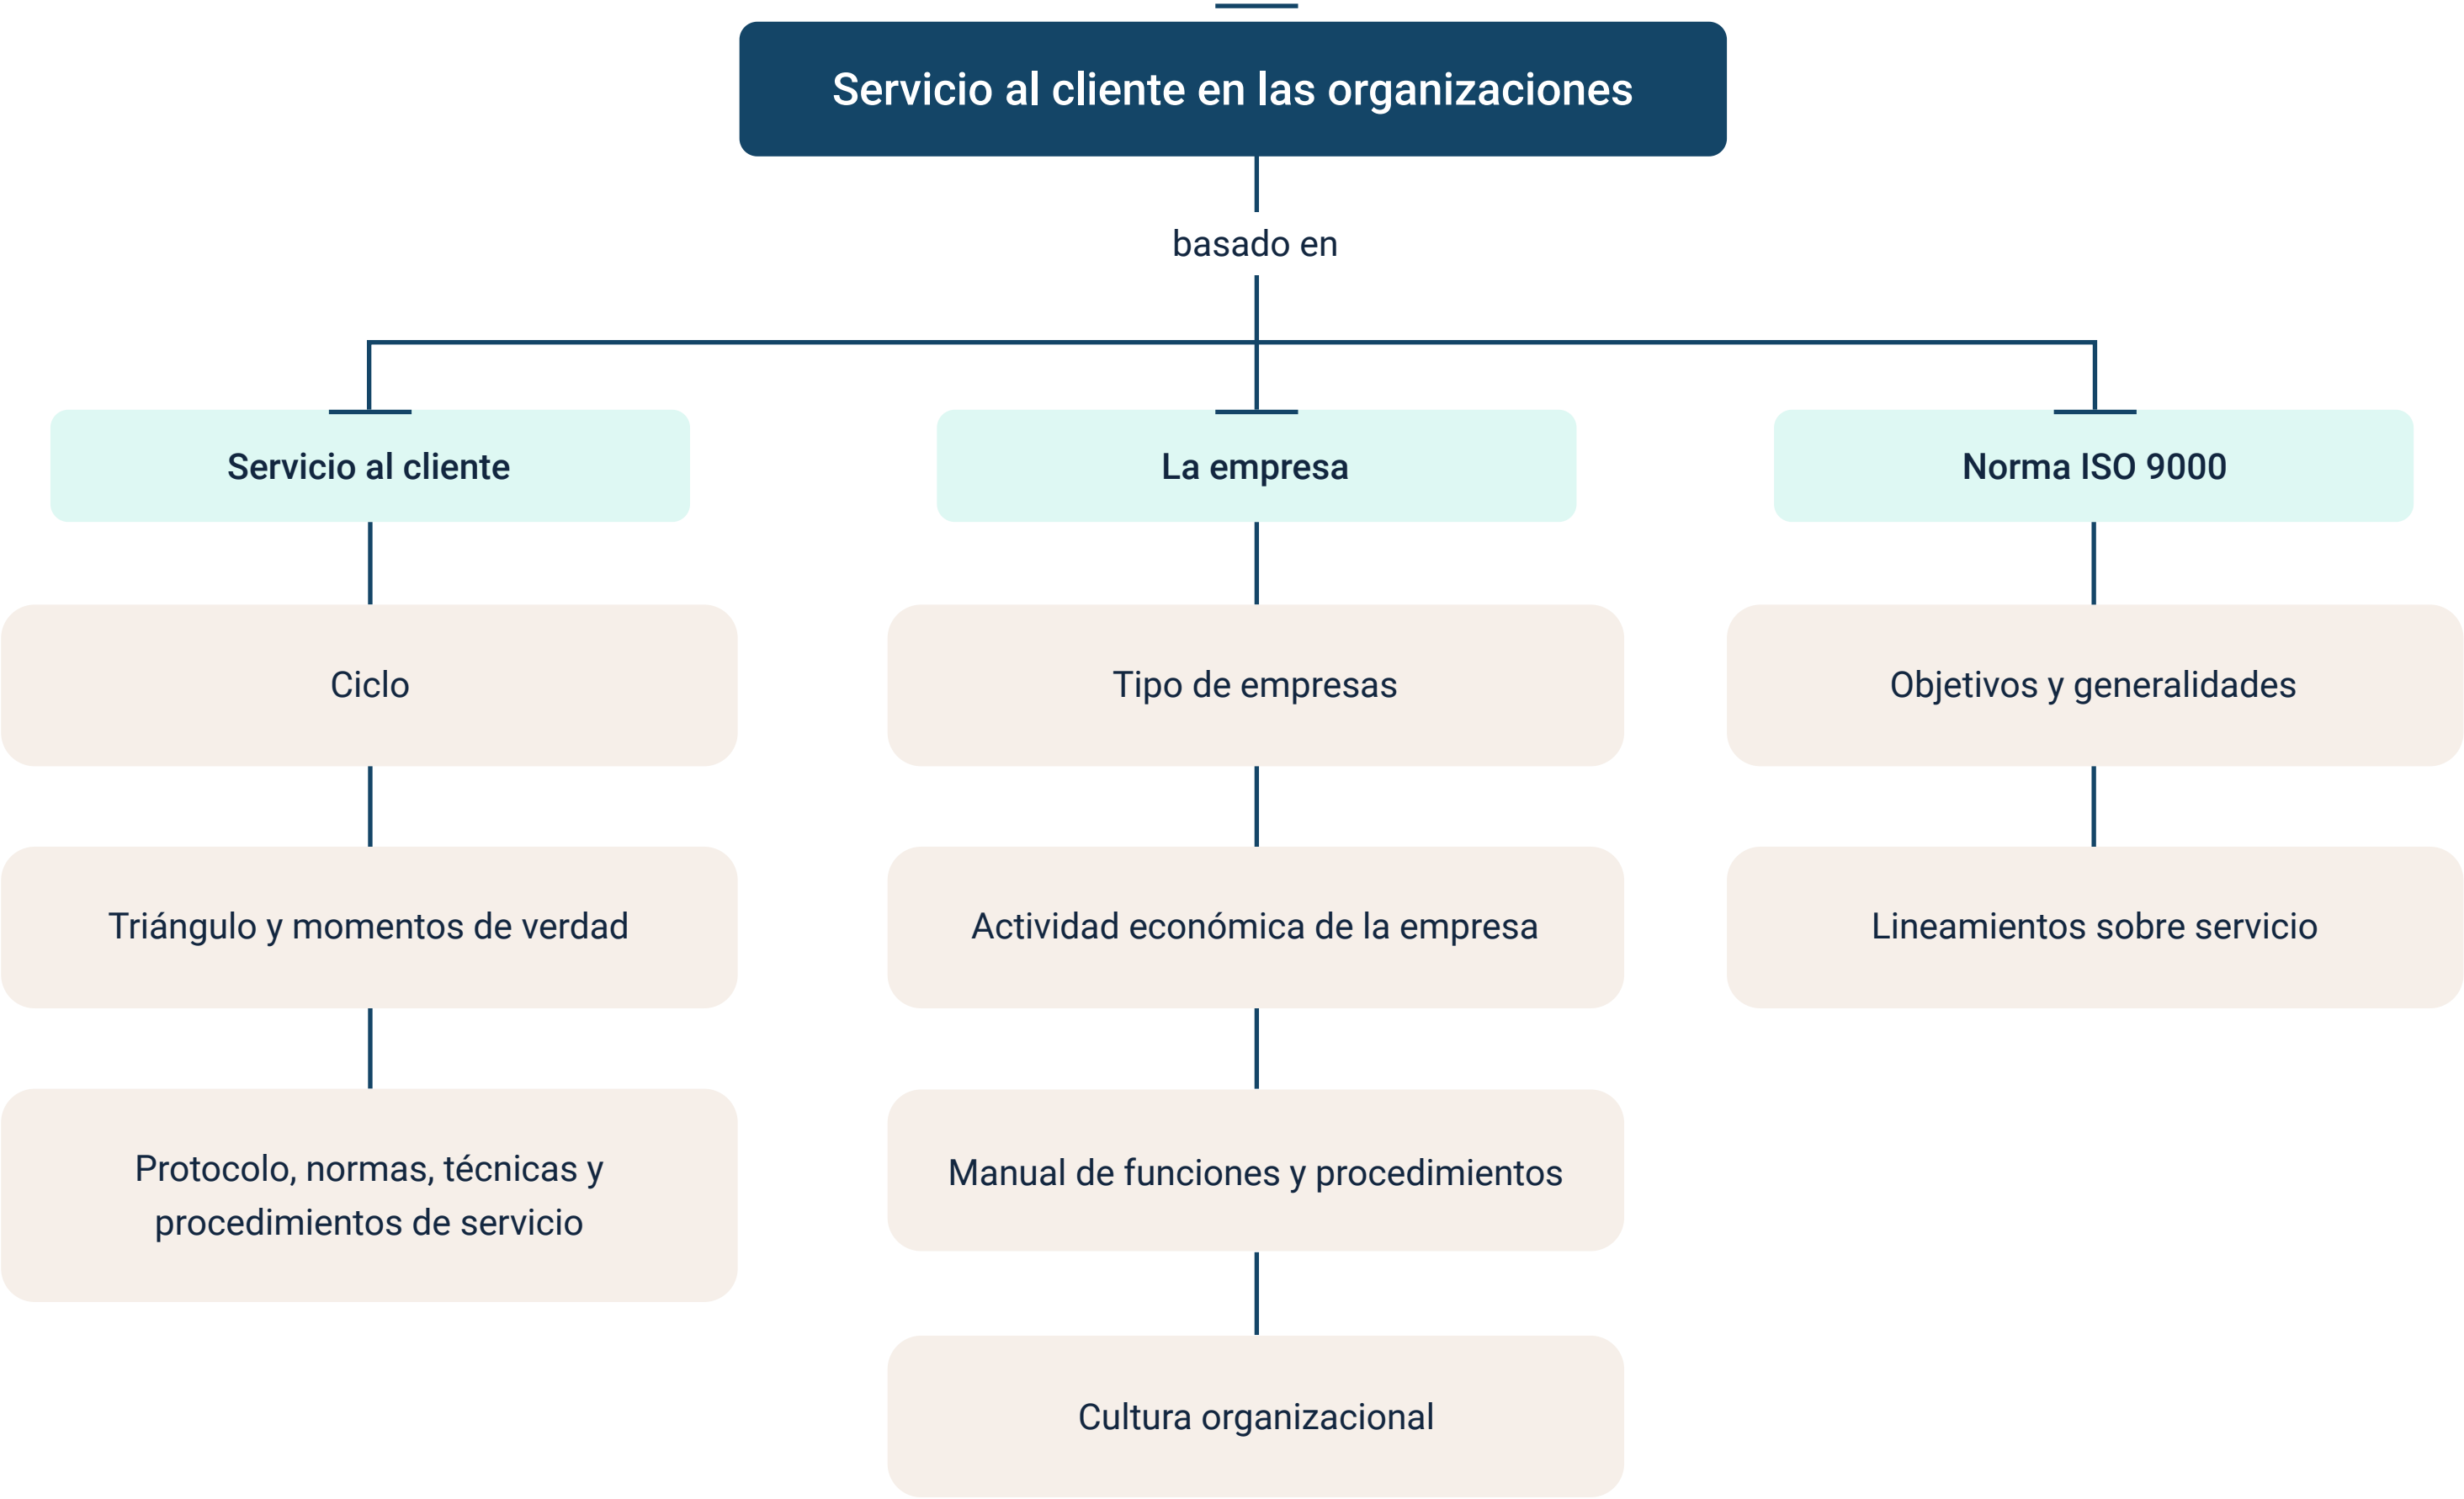 Servicio al cliente en las organizaciones
basado en
Servicio al cliente
La empresa
Norma ISO 9000
Ciclo
Tipo de empresas
Objetivos y generalidades
Triángulo y momentos de verdad
Actividad económica de la empresa
Lineamientos sobre servicio
Protocolo, normas, técnicas y
procedimientos de servicio
Manual de funciones y procedimientos
Cultura organizacional